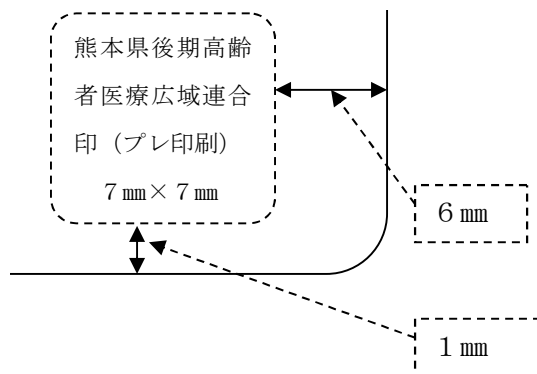 熊本県後期高齢
者医療広域連合
印（プレ印刷）
７㎜×７㎜
６㎜
１㎜